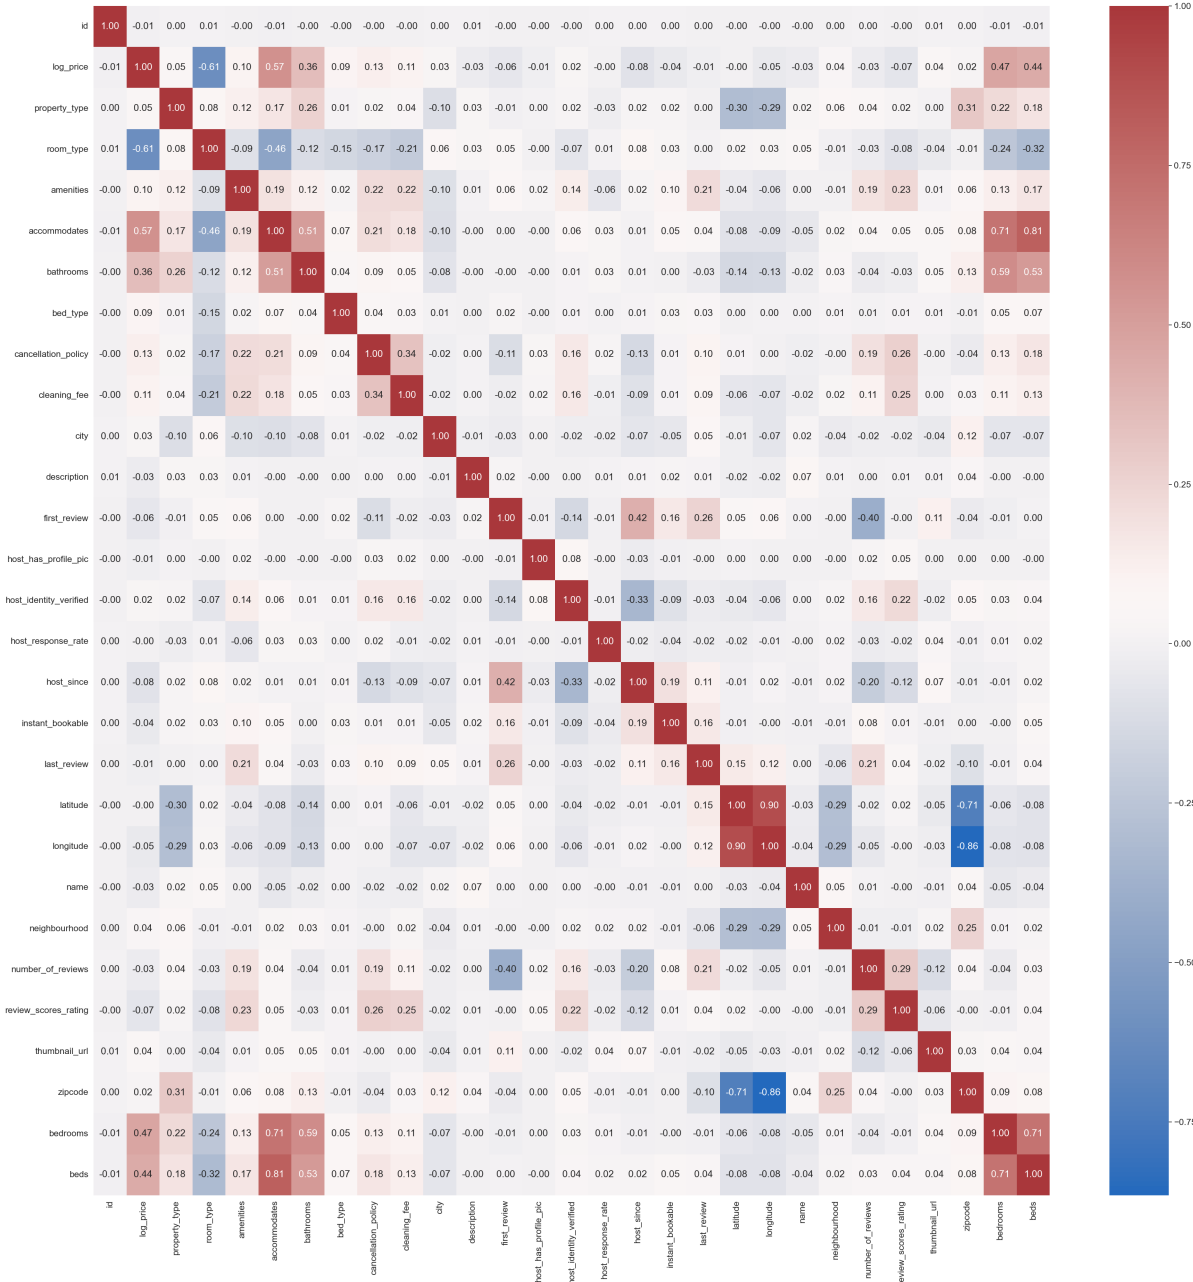 id 1.00 -0.01 0.00 0.01 -0.00 -0.01 -0.00 -0.00 -0.00 -0.00 0.00 0.01 -0.00 -0.00 -0.00 0.00 -0.00 0.00 0.00 -0.00 -0.00 -0.00 0.00 0.00 -0.00 0.01 0.00 -0.01 -0.01
log_price -0.01 1.00 0.05 -0.61 0.10 0.57 0.36 0.09 0.13 0.11 0.03 -0.03 -0.06 -0.01 0.02 -0.00 -0.08 -0.04 -0.01 -0.00 -0.05 -0.03 0.04 -0.03 -0.07 0.04 0.02 0.47 0.44
property_type 0.00 0.05 1.00 0.08 0.12 0.17 0.26 0.01 0.02 0.04 -0.10 0.03 -0.01 0.00 0.02 -0.03 0.02 0.02 0.00 -0.30 -0.29 0.02 0.06 0.04 0.02 0.00 0.31 0.22 0.18
room_type 0.01 -0.61 0.08 1.00 -0.09 -0.46 -0.12 -0.15 -0.17 -0.21 0.06 0.03 0.05 -0.00 -0.07 0.01 0.08 0.03 0.00 0.02 0.03 0.05 -0.01 -0.03 -0.08 -0.04 -0.01 -0.24 -0.32
amenities -0.00 0.10 0.12 -0.09 1.00 0.19 0.12 0.02 0.22 0.22 -0.10 0.01 0.06 0.02 0.14 -0.06 0.02 0.10 0.21 -0.04 -0.06 0.00 -0.01 0.19 0.23 0.01 0.06 0.13 0.17
accommodates -0.01 0.57 0.17 -0.46 0.19 1.00 0.51 0.07 0.21 0.18 -0.10 -0.00 -0.00 -0.00 0.06 0.03 0.01 0.05 0.04 -0.08 -0.09 -0.05 0.02 0.04 0.05 0.05 0.08 0.71 0.81
bathrooms -0.00 0.36 0.26 -0.12 0.12 0.51 1.00 0.04 0.09 0.05 -0.08 -0.00 -0.00 -0.00 0.01 0.03 0.01 0.00 -0.03 -0.14 -0.13 -0.02 0.03 -0.04 -0.03 0.05 0.13 0.59 0.53
bed_type -0.00 0.09 0.01 -0.15 0.02 0.07 0.04 1.00 0.04 0.03 0.01 0.00 0.02 -0.00 0.01 0.00 0.01 0.03 0.03 0.00 0.00 -0.00 0.01 0.01 0.01 0.01 -0.01 0.05 0.07
cancellation_policy -0.00 0.13 0.02 -0.17 0.22 0.21 0.09 0.04 1.00 0.34 -0.02 0.00 -0.11 0.03 0.16 0.02 -0.13 0.01 0.10 0.01 0.00 -0.02 -0.00 0.19 0.26 -0.00 -0.04 0.13 0.18
cleaning_fee -0.00 0.11 0.04 -0.21 0.22 0.18 0.05 0.03 0.34 1.00 -0.02 0.00 -0.02 0.02 0.16 -0.01 -0.09 0.01 0.09 -0.06 -0.07 -0.02 0.02 0.11 0.25 0.00 0.03 0.11 0.13
city 0.00 0.03 -0.10 0.06 -0.10 -0.10 -0.08 0.01 -0.02 -0.02 1.00 -0.01 -0.03 0.00 -0.02 -0.02 -0.07 -0.05 0.05 -0.01 -0.07 0.02 -0.04 -0.02 -0.02 -0.04 0.12 -0.07 -0.07
description 0.01 -0.03 0.03 0.03 0.01 -0.00 -0.00 0.00 0.00 0.00 -0.01 1.00 0.02 -0.00 0.00 0.01 0.01 0.02 0.01 -0.02 -0.02 0.07 0.01 0.00 0.01 0.01 0.04 -0.00 -0.00
first_review -0.00 -0.06 -0.01 0.05 0.06 -0.00 -0.00 0.02 -0.11 -0.02 -0.03 0.02 1.00 -0.01 -0.14 -0.01 0.42 0.16 0.26 0.05 0.06 0.00 -0.00 -0.40 -0.00 0.11 -0.04 -0.01 0.00
host_has_profile_pic -0.00 -0.01 0.00 -0.00 0.02 -0.00 -0.00 -0.00 0.03 0.02 0.00 -0.00 -0.01 1.00 0.08 -0.00 -0.03 -0.01 -0.00 0.00 0.00 0.00 -0.00 0.02 0.05 0.00 -0.00 0.00 -0.00
host_identity_verified -0.00 0.02 0.02 -0.07 0.14 0.06 0.01 0.01 0.16 0.16 -0.02 0.00 -0.14 0.08 1.00 -0.01 -0.33 -0.09 -0.03 -0.04 -0.06 0.00 0.02 0.16 0.22 -0.02 0.05 0.03 0.04
host_response_rate 0.00 -0.00 -0.03 0.01 -0.06 0.03 0.03 0.00 0.02 -0.01 -0.02 0.01 -0.01 -0.00 -0.01 1.00 -0.02 -0.04 -0.02 -0.02 -0.01 -0.00 0.02 -0.03 -0.02 0.04 -0.01 0.01 0.02
host_since -0.00 -0.08 0.02 0.08 0.02 0.01 0.01 0.01 -0.13 -0.09 -0.07 0.01 0.42 -0.03 -0.33 -0.02 1.00 0.19 0.11 -0.01 0.02 -0.01 0.02 -0.20 -0.12 0.07 -0.01 -0.01 0.02
instant_bookable 0.00 -0.04 0.02 0.03 0.10 0.05 0.00 0.03 0.01 0.01 -0.05 0.02 0.16 -0.01 -0.09 -0.04 0.19 1.00 0.16 -0.01 -0.00 -0.01 -0.01 0.08 0.01 -0.01 0.00 -0.00 0.05
last_review 0.00 -0.01 0.00 0.00 0.21 0.04 -0.03 0.03 0.10 0.09 0.05 0.01 0.26 -0.00 -0.03 -0.02 0.11 0.16 1.00 0.15 0.12 0.00 -0.06 0.21 0.04 -0.02 -0.10 -0.01 0.04
latitude -0.00 -0.00 -0.30 0.02 -0.04 -0.08 -0.14 0.00 0.01 -0.06 -0.01 -0.02 0.05 0.00 -0.04 -0.02 -0.01 -0.01 0.15 1.00 0.90 -0.03 -0.29 -0.02 0.02 -0.05 -0.71 -0.06 -0.08
longitude -0.00 -0.05 -0.29 0.03 -0.06 -0.09 -0.13 0.00 0.00 -0.07 -0.07 -0.02 0.06 0.00 -0.06 -0.01 0.02 -0.00 0.12 0.90 1.00 -0.04 -0.29 -0.05 -0.00 -0.03 -0.86 -0.08 -0.08
name -0.00 -0.03 0.02 0.05 0.00 -0.05 -0.02 -0.00 -0.02 -0.02 0.02 0.07 0.00 0.00 0.00 -0.00 -0.01 -0.01 0.00 -0.03 -0.04 1.00 0.05 0.01 -0.00 -0.01 0.04 -0.05 -0.04
neighbourhood 0.00 0.04 0.06 -0.01 -0.01 0.02 0.03 0.01 -0.00 0.02 -0.04 0.01 -0.00 -0.00 0.02 0.02 0.02 -0.01 -0.06 -0.29 -0.29 0.05 1.00 -0.01 -0.01 0.02 0.25 0.01 0.02
number_of_reviews 0.00 -0.03 0.04 -0.03 0.19 0.04 -0.04 0.01 0.19 0.11 -0.02 0.00 -0.40 0.02 0.16 -0.03 -0.20 0.08 0.21 -0.02 -0.05 0.01 -0.01 1.00 0.29 -0.12 0.04 -0.04 0.03
review_scores_rating -0.00 -0.07 0.02 -0.08 0.23 0.05 -0.03 0.01 0.26 0.25 -0.02 0.01 -0.00 0.05 0.22 -0.02 -0.12 0.01 0.04 0.02 -0.00 -0.00 -0.01 0.29 1.00 -0.06 -0.00 -0.01 0.04
thumbnail_url 0.01 0.04 0.00 -0.04 0.01 0.05 0.05 0.01 -0.00 0.00 -0.04 0.01 0.11 0.00 -0.02 0.04 0.07 -0.01 -0.02 -0.05 -0.03 -0.01 0.02 -0.12 -0.06 1.00 0.03 0.04 0.04
zipcode 0.00 0.02 0.31 -0.01 0.06 0.08 0.13 -0.01 -0.04 0.03 0.12 0.04 -0.04 -0.00 0.05 -0.01 -0.01 0.00 -0.10 -0.71 -0.86 0.04 0.25 0.04 -0.00 0.03 1.00 0.09 0.08
bedrooms -0.01 0.47 0.22 -0.24 0.13 0.71 0.59 0.05 0.13 0.11 -0.07 -0.00 -0.01 0.00 0.03 0.01 -0.01 -0.00 -0.01 -0.06 -0.08 -0.05 0.01 -0.04 -0.01 0.04 0.09 1.00 0.71
beds -0.01 0.44 0.18 -0.32 0.17 0.81 0.53 0.07 0.18 0.13 -0.07 -0.00 0.00 -0.00 0.04 0.02 0.02 0.05 0.04 -0.08 -0.08 -0.04 0.02 0.03 0.04 0.04 0.08 0.71 1.00
id log_price property_type room_type amenities accommodates bathrooms bed_type cancellation_policy cleaning_fee city description first_review host_has_profile_pic host_identity_verified host_response_rate host_since instant_bookable last_review latitude longitude name neighbourhood number_of_reviews review_scores_rating thumbnail_url zipcode bedrooms beds
1.00
0.75
0.50
0.25
0.00
−0.25
−0.50
−0.75